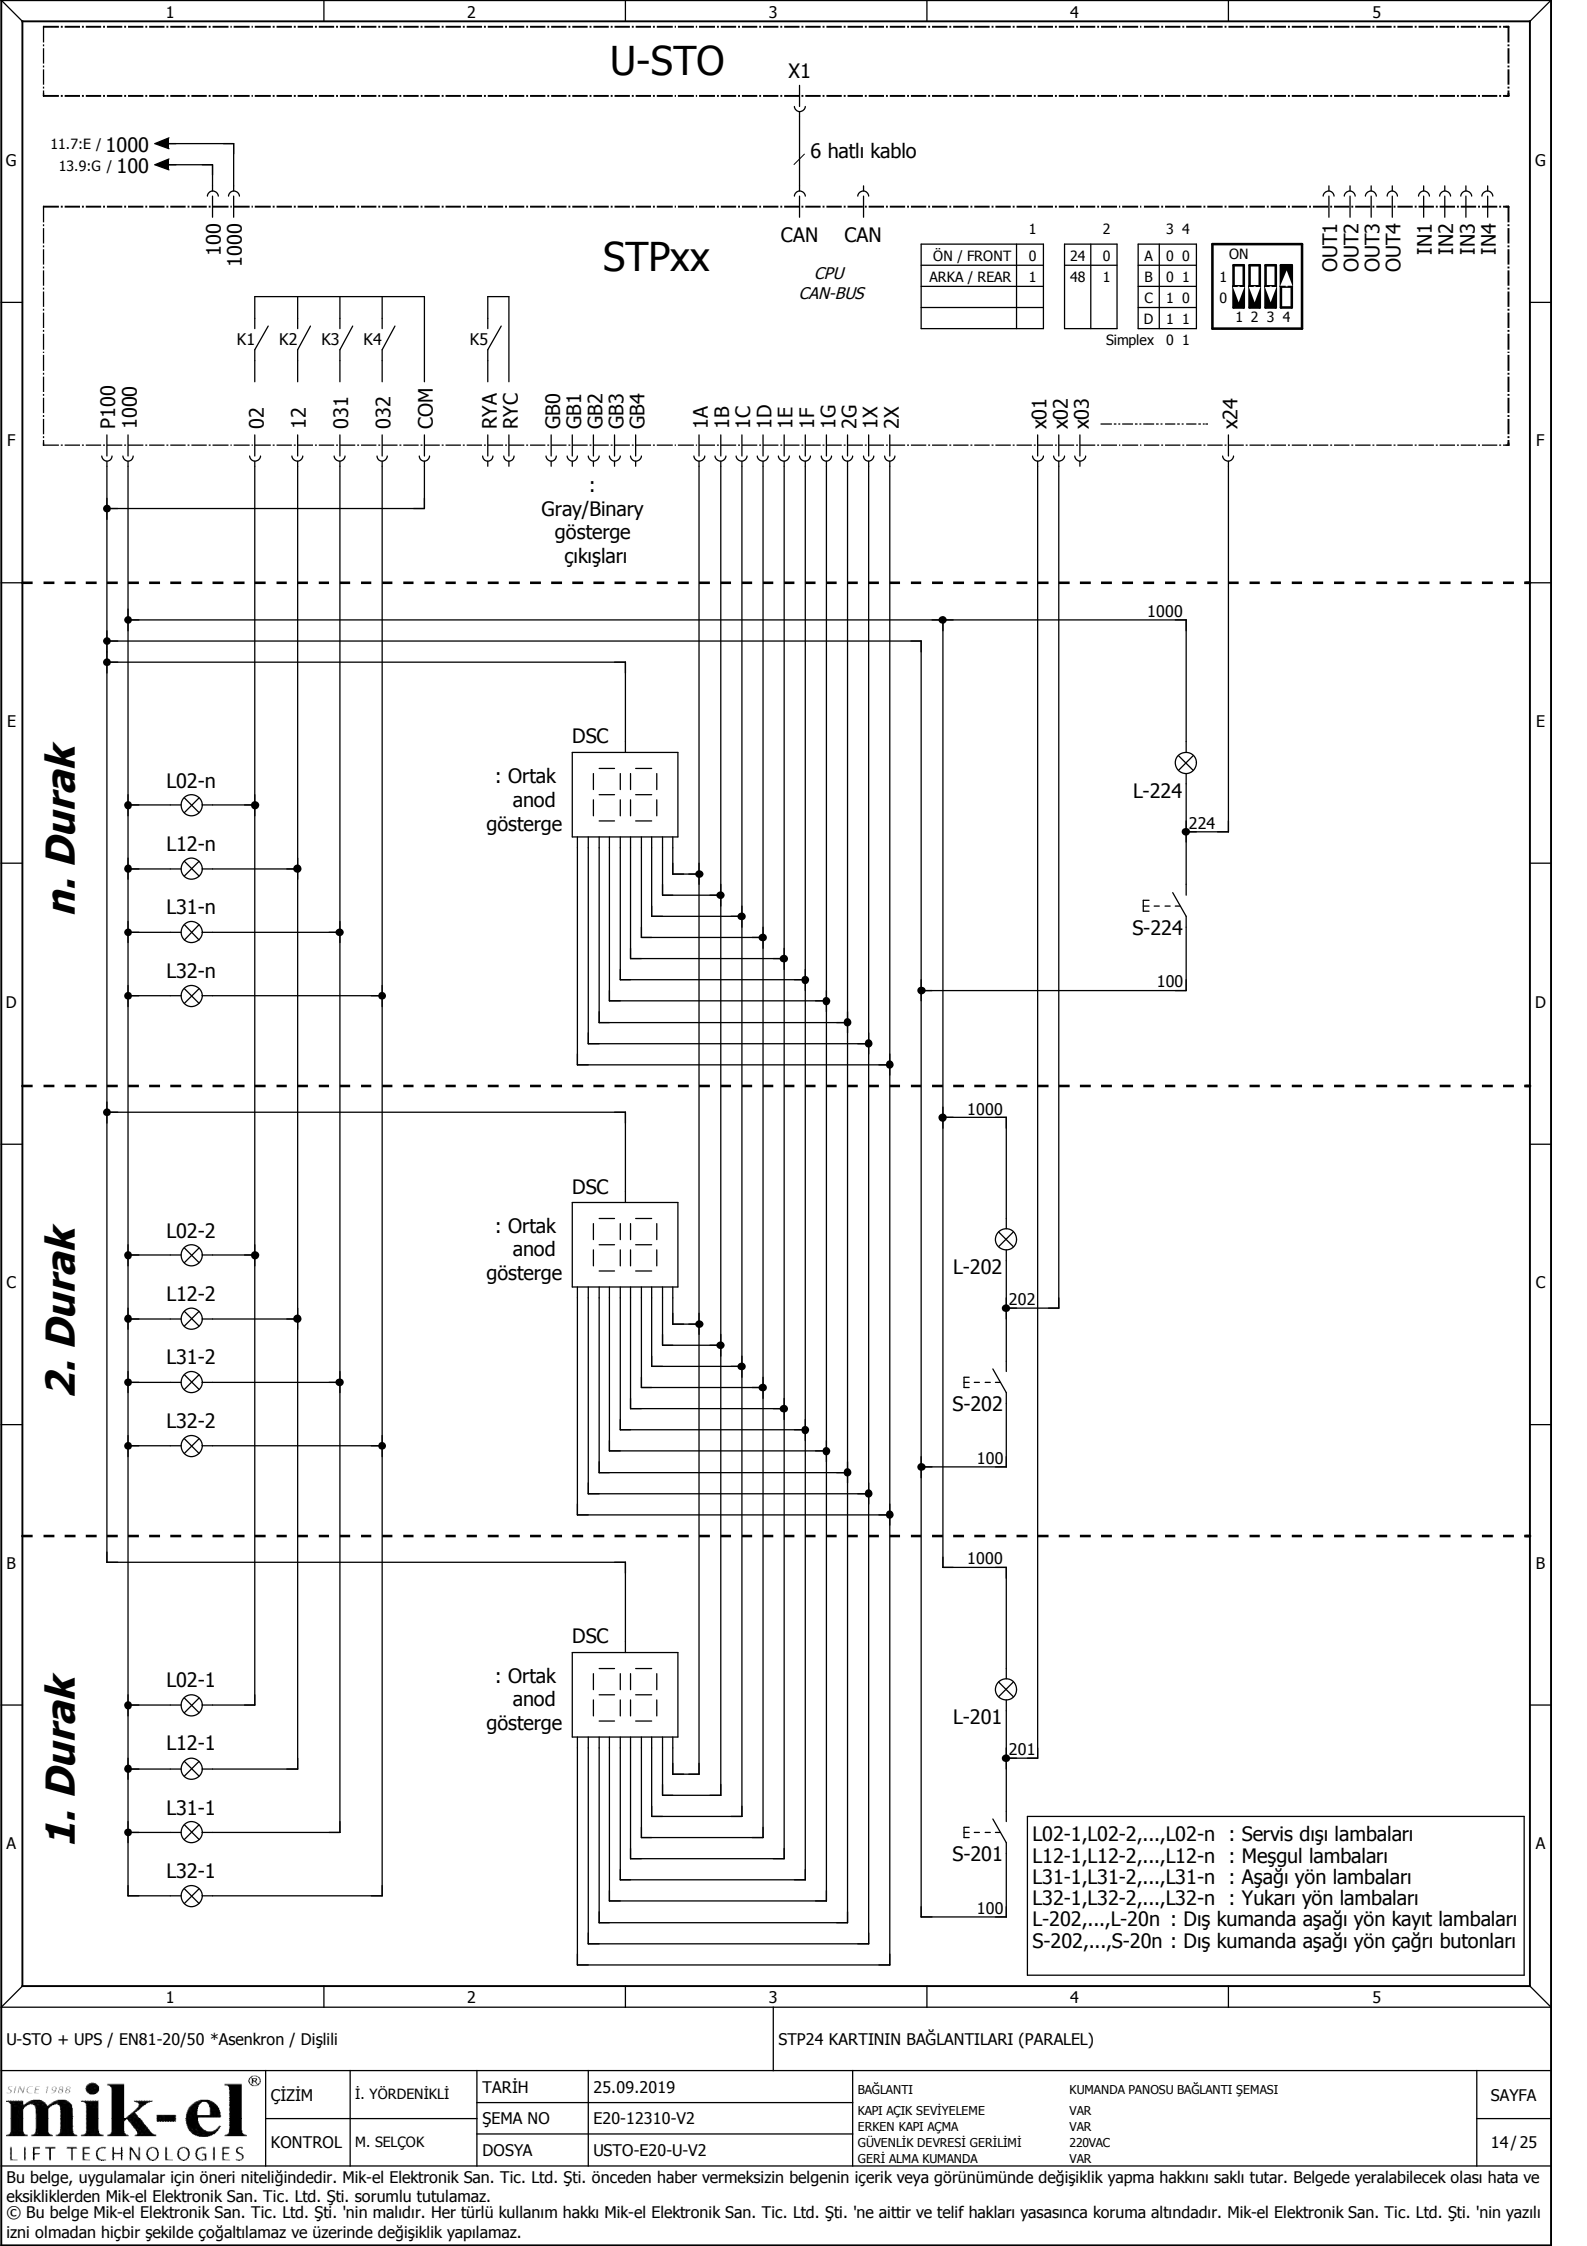 1 2 3 4 5
U-STO
X1
11.7:E / 1000
13.9:G / 100
6 hatlı kablo
G G
100
1000
STPxx
CAN CAN
CPU
CAN-BUS
1 2 3 4
ÖN / FRONT 0 24 0 A 0 0
ARKA / REAR 1 48 1 B 0 1
C 1 0
D 1 1
Simplex 0 1
ON
1
0
1 2 3 4
OUT1
OUT2
OUT3
OUT4
IN1
IN2
IN3
IN4
K1 K2 K3 K4 K5
P100
1000
02
12
031
032
COM
RYA
RYC
GB0
GB1
GB2
GB3
GB4
1A
1B
1C
1D
1E
1F
1G
2G
1X
2X
x01
x02
x03
x24
F F
:
Gray/Binary
gösterge
çıkışları
1000
E E
n. Durak
DSC
: Ortak
anod
gösterge
L02-n
L12-n
L31-n
L32-n
L-224
224
E
S-224
100
D D
1000
2. Durak
DSC
: Ortak
anod
gösterge
L02-2
L12-2
L31-2
L32-2
L-202
202
E
S-202
100
C C
B B
1000
1. Durak
DSC
: Ortak
anod
gösterge
L02-1
L12-1
L31-1
L32-1
L-201
201
E
S-201
100
A A
L02-1,L02-2,...,L02-n : Servis dışı lambaları
L12-1,L12-2,...,L12-n : Meşgul lambaları
L31-1,L31-2,...,L31-n : Aşağı yön lambaları
L32-1,L32-2,...,L32-n : Yukarı yön lambaları
L-202,...,L-20n : Dış kumanda aşağı yön kayıt lambaları
S-202,...,S-20n : Dış kumanda aşağı yön çağrı butonları
1 2 3 4 5
U-STO + UPS / EN81-20/50 *Asenkron / Dişlili
STP24 KARTININ BAĞLANTILARI (PARALEL)
SINCE 1986
mik-el®
LIFT TECHNOLOGIES
ÇİZİM İ. YÖRDENİKLİ
KONTROL M. SELÇOK
TARİH 25.09.2019
ŞEMA NO E20-12310-V2
DOSYA USTO-E20-U-V2
BAĞLANTI KUMANDA PANOSU BAĞLANTI ŞEMASI
KAPI AÇIK SEVİYELEME VAR
ERKEN KAPI AÇMA VAR
GÜVENLİK DEVRESİ GERİLİMİ 220VAC
GERİ ALMA KUMANDA VAR
SAYFA
14/25
Bu belge, uygulamalar için öneri niteliğindedir. Mik-el Elektronik San. Tic. Ltd. Şti. önceden haber vermeksizin belgenin içerik veya görünümünde değişiklik yapma hakkını saklı tutar. Belgede yeralabilecek olası hata ve
eksikliklerden Mik-el Elektronik San. Tic. Ltd. Şti. sorumlu tutulamaz.
© Bu belge Mik-el Elektronik San. Tic. Ltd. Şti. 'nin malıdır. Her türlü kullanım hakkı Mik-el Elektronik San. Tic. Ltd. Şti. 'ne aittir ve telif hakları yasasınca koruma altındadır. Mik-el Elektronik San. Tic. Ltd. Şti. 'nin yazılı
izni olmadan hiçbir şekilde çoğaltılamaz ve üzerinde değişiklik yapılamaz.